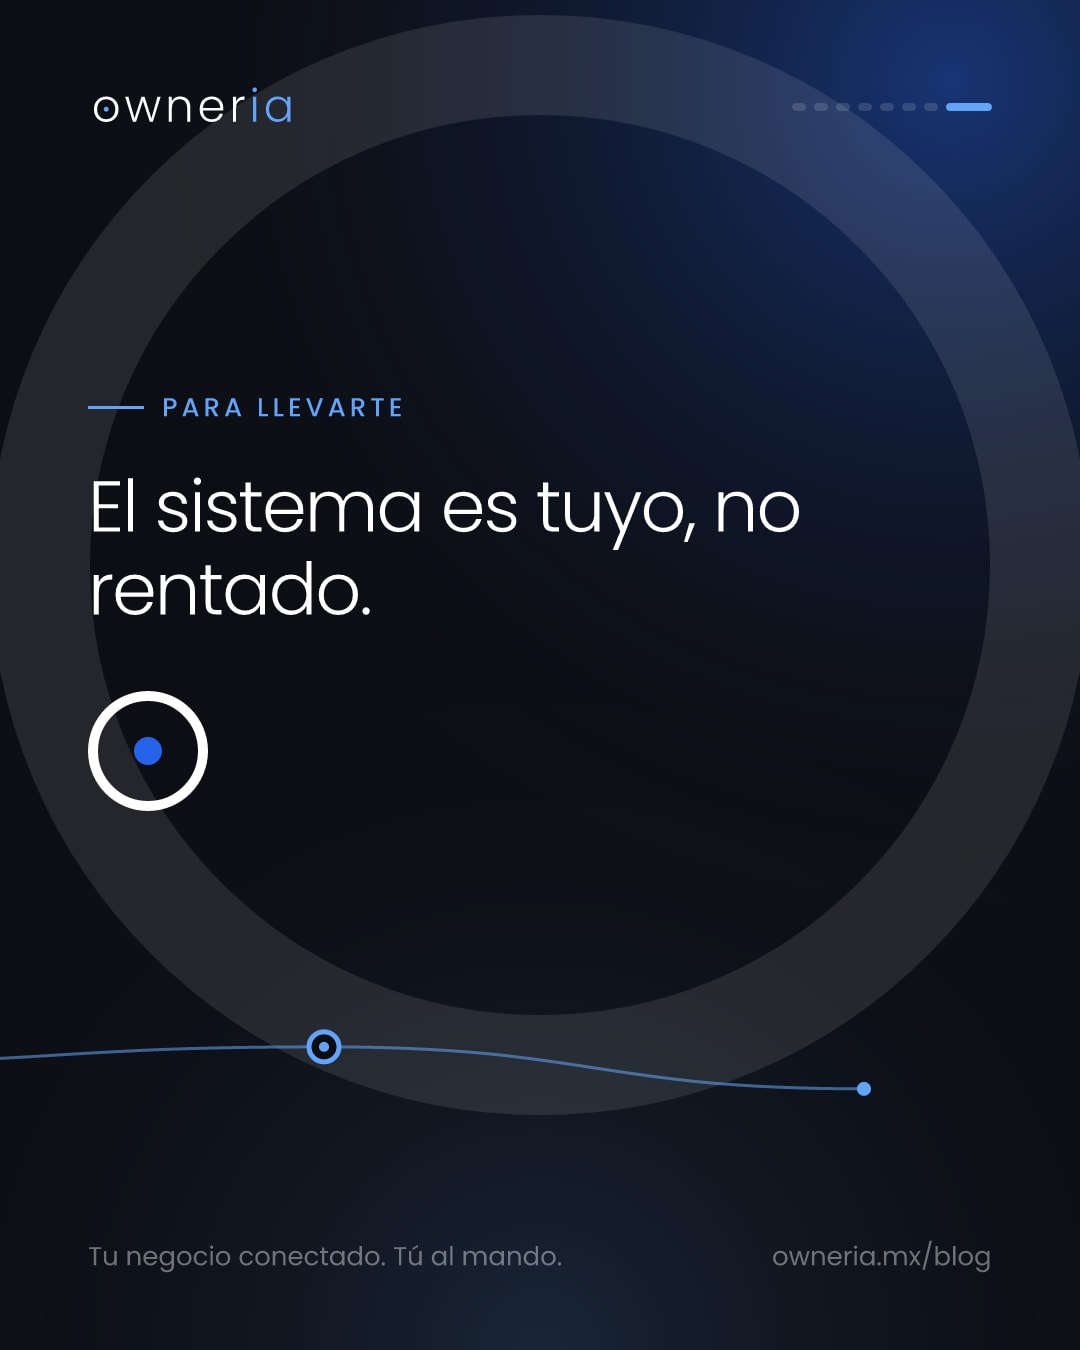 owneria
PARA LLEVARTE
El sistema es tuyo, no
rentado.
Tu negocio conectado. Tú al mando.
owneria.mx/blog